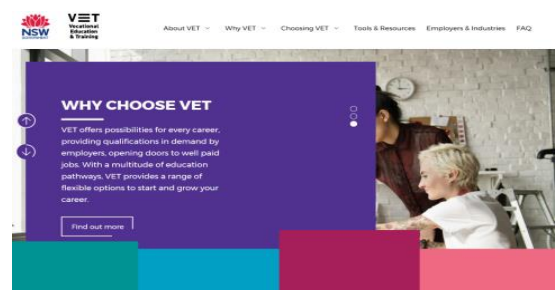 NSW
GOVERNMENT
VET
Vocational
Education
& Training
About VET
Why VET
Choosing VET
Tools & Resources
Employers & Industries
FAQ
WHY CHOOSE VET
VET offers possibilities for every career,
providing qualifications in demand by
employers, opening doors to well paid
jobs. With a multitude of education
pathways, VET provides a range of
flexible options to start and grow your
career.
Find out more